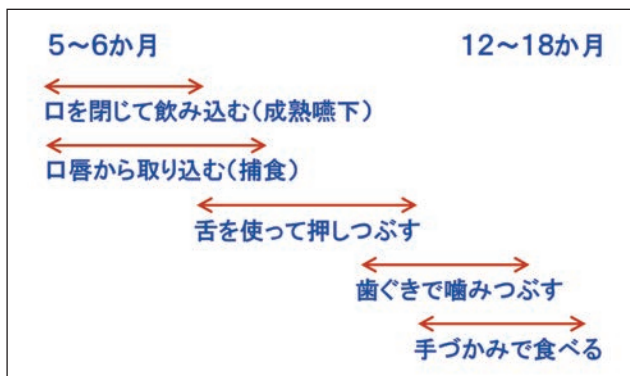 5～6か月 12～18か月
口を閉じて飲み込む(成熟嚥下)
口唇から取り込む(捕食)
舌を使って押しつぶす
歯ぐきで噛みつぶす
手づかみで食べる